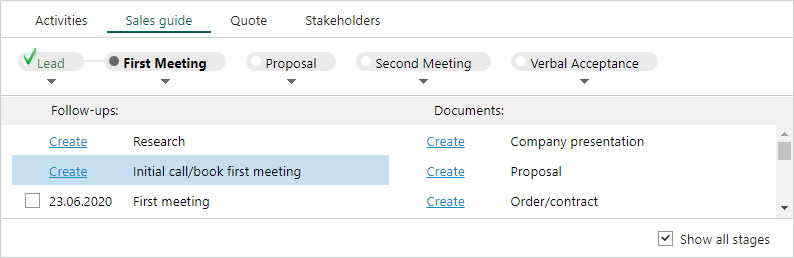 Activities Sales guide Quote Stakeholders
Lead First Meeting Proposal Second Meeting Verbal Acceptance
Follow-ups: Documents:
Create Research Create Company presentation
Create Initial call/book first meeting Create Proposal
23.06.2020 First meeting Create Order/contract
Show all stages